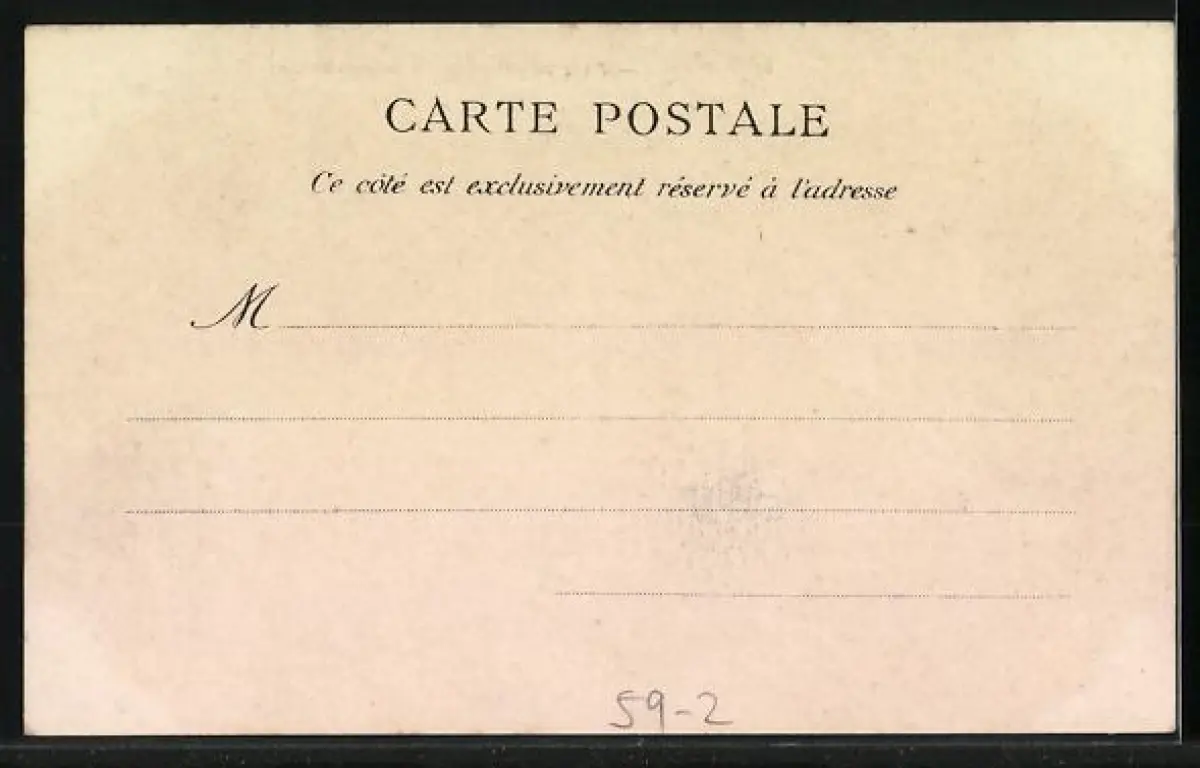 CARTE POSTALE
Ce côté est exclusivement réservé à l'adresse
M
59-2